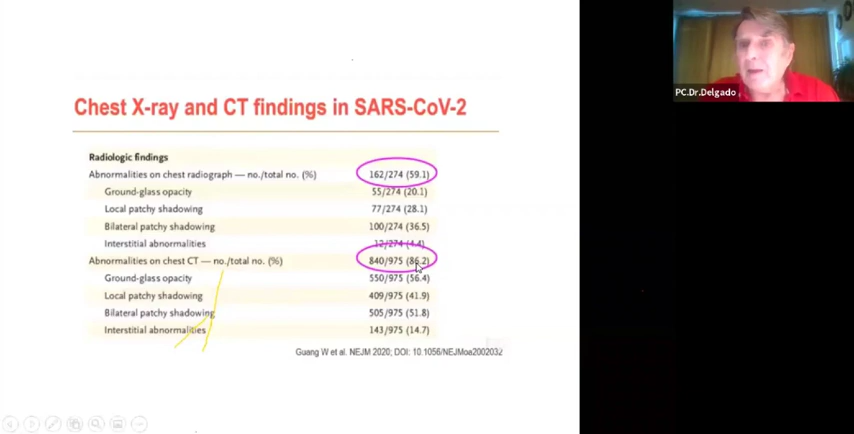 Chest X-ray and CT findings in SARS-CoV-2
Radiologic findings
Abnormalities on chest radiograph — no./total no. (%) 162/274 (59.1)
Ground-glass opacity 55/274 (20.1)
Local patchy shadowing 77/274 (28.1)
Bilateral patchy shadowing 100/274 (36.5)
Interstitial abnormalities 12/274 (4.4)
Abnormalities on chest CT — no./total no. (%) 840/975 (86.2)
Ground-glass opacity 550/975 (56.4)
Local patchy shadowing 409/975 (41.9)
Bilateral patchy shadowing 505/975 (51.8)
Interstitial abnormalities 143/975 (14.7)
Guang W et al. NEJM 2020; DOI: 10.1056/NEJMoa2002032
PC.Dr.Delgado